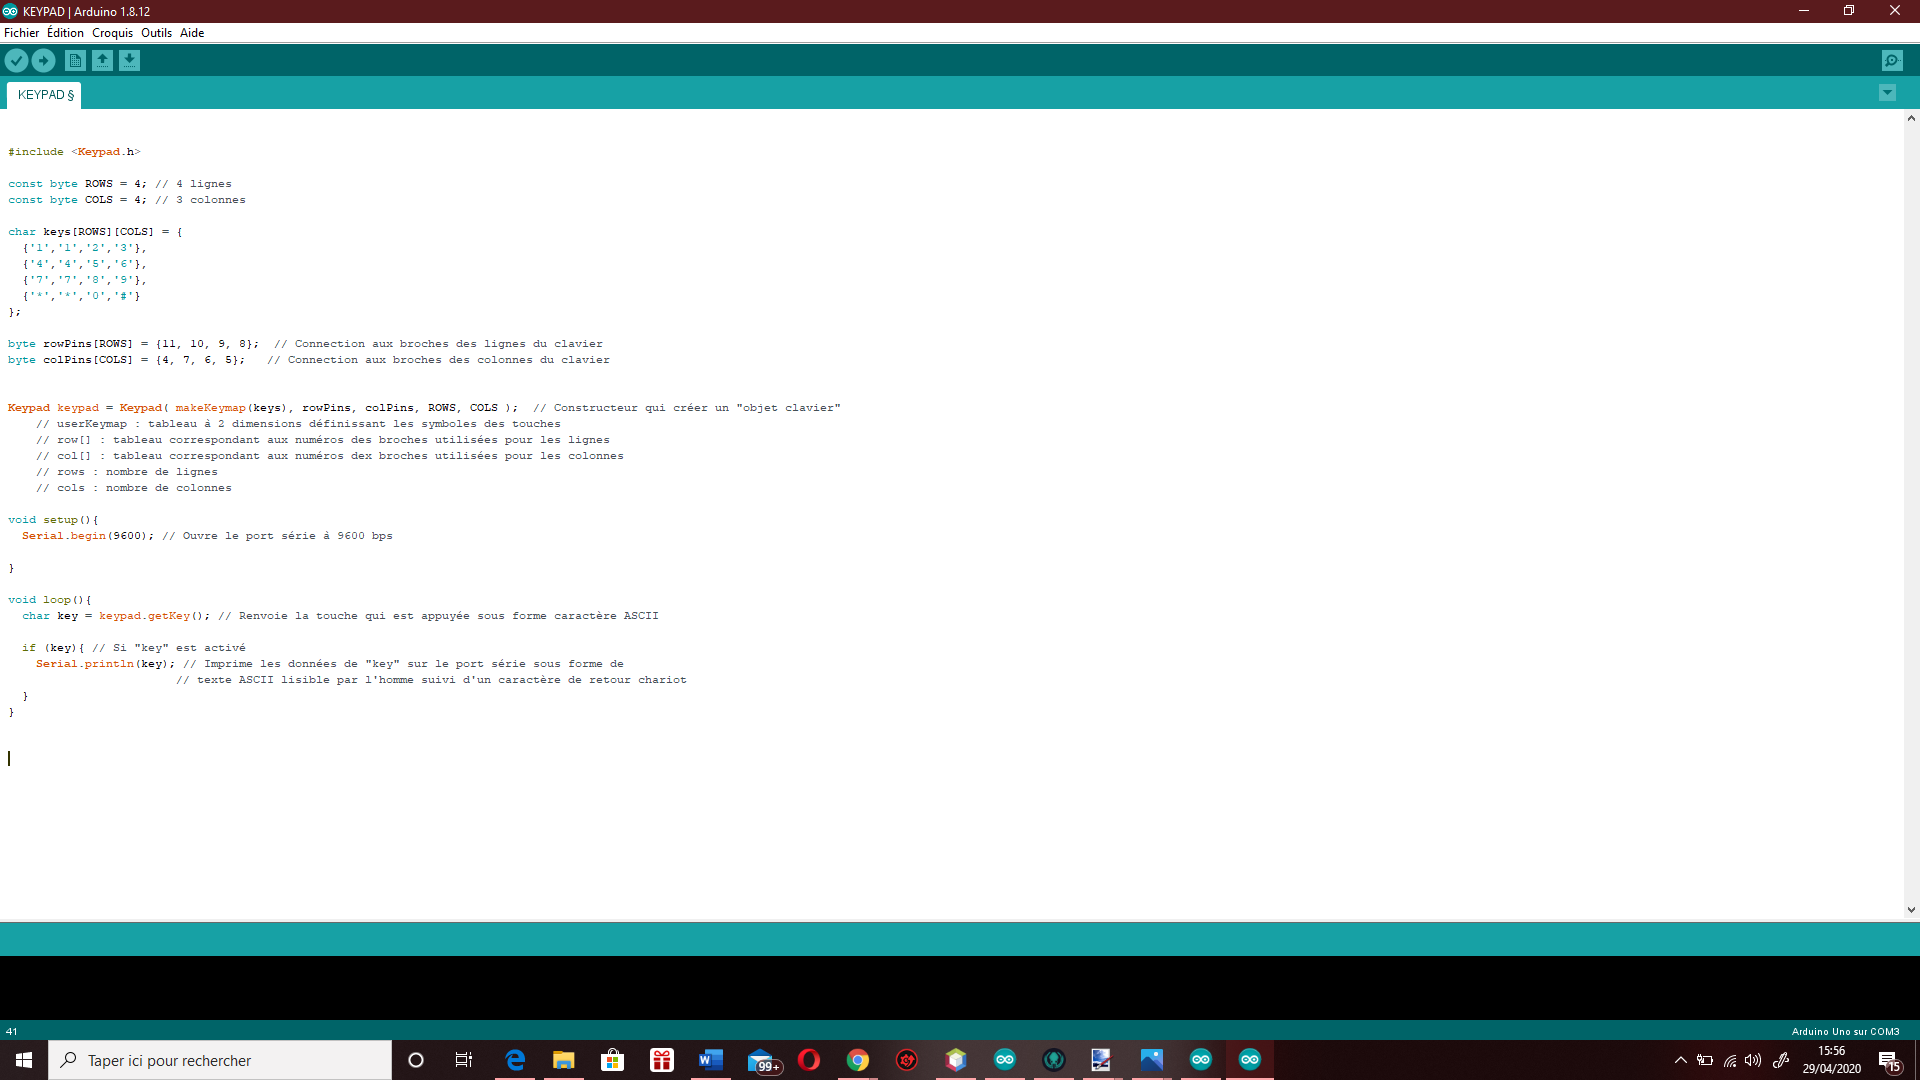 KEYPAD | Arduino 1.8.12
Fichier Édition Croquis Outils Aide
KEYPAD §
#include <Keypad.h>
const byte ROWS = 4; // 4 lignes
const byte COLS = 4; // 3 colonnes
char keys[ROWS][COLS] = {
{'1','1','2','3'},
{'4','4','5','6'},
{'7','7','8','9'},
{'*','*','0','#'}
};
byte rowPins[ROWS] = {11, 10, 9, 8}; // Connection aux broches des lignes du clavier
byte colPins[COLS] = {4, 7, 6, 5}; // Connection aux broches des colonnes du clavier
Keypad keypad = Keypad( makeKeymap(keys), rowPins, colPins, ROWS, COLS ); // Constructeur qui créer un "objet clavier"
// userKeymap : tableau à 2 dimensions définissant les symboles des touches
// row[] : tableau correspondant aux numéros des broches utilisées pour les lignes
// col[] : tableau correspondant aux numéros dex broches utilisées pour les colonnes
// rows : nombre de lignes
// cols : nombre de colonnes
void setup(){
Serial.begin(9600); // Ouvre le port série à 9600 bps
}
void loop(){
char key = keypad.getKey(); // Renvoie la touche qui est appuyée sous forme caractère ASCII
if (key){ // Si "key" est activé
Serial.println(key); // Imprime les données de "key" sur le port série sous forme de
// texte ASCII lisible par l'homme suivi d'un caractère de retour chariot
}
}
41
Arduino Uno sur COM3
Taper ici pour rechercher
99+
15:56
29/04/2020
15